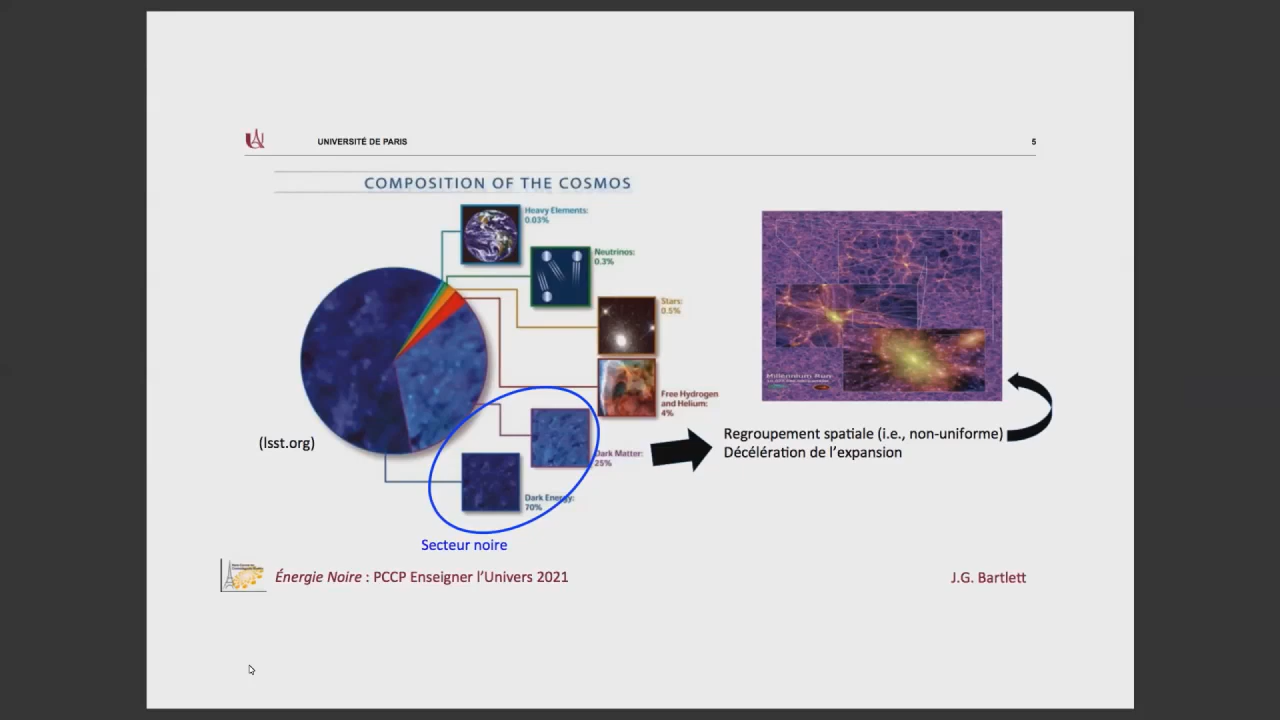 UNIVERSITÉ DE PARIS
5
COMPOSITION OF THE COSMOS
Heavy Elements:
0.03%
Neutrinos:
0.3%
Stars:
0.5%
Free Hydrogen
and Helium:
4%
Dark Matter:
25%
Dark Energy:
70%
(lsst.org)
Secteur noire
Millennium Run
Regroupement spatiale (i.e., non-uniforme)
Décélération de l’expansion
Énergie Noire : PCCP Enseigner l’Univers 2021
J.G. Bartlett